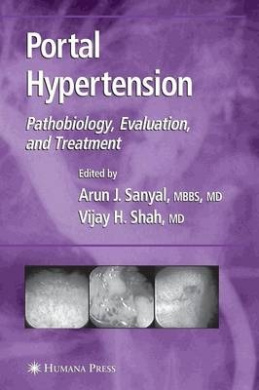 Portal
Hypertension
Pathobiology, Evaluation,
and Treatment
Edited by
Arun J. Sanyal, MBBS, MD
Vijay H. Shah, MD
HUMANA PRESS